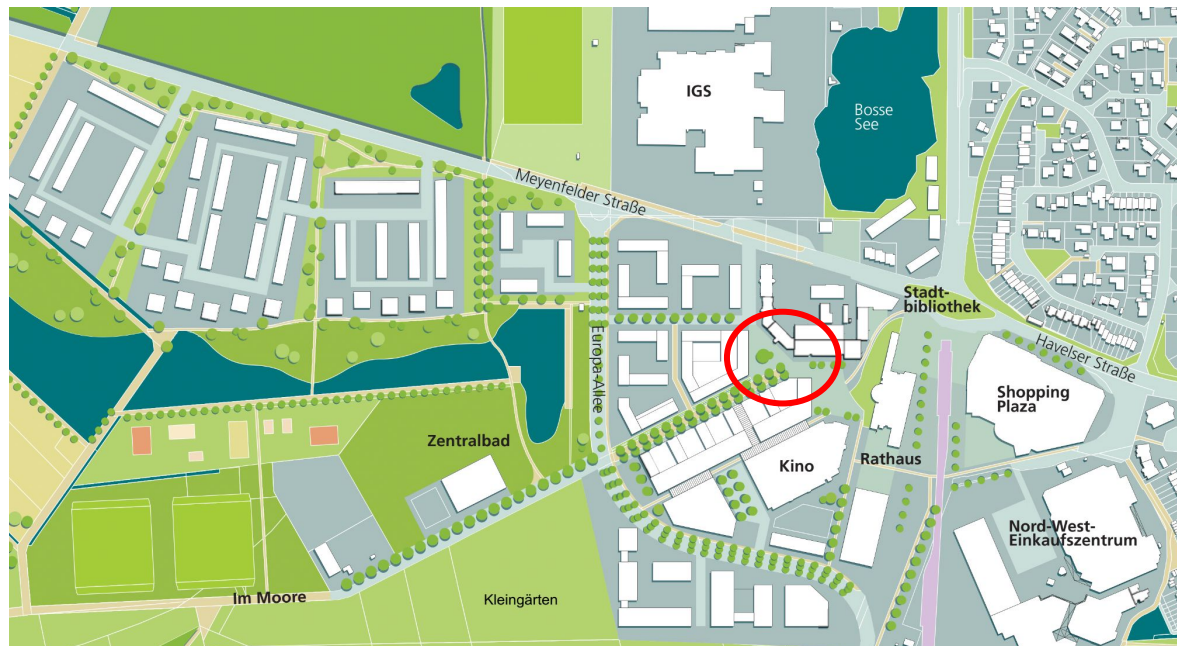 IGS
Bosse
See
Meyenfelder Straße
Stadt-
bibliothek
Havelser Straße
Europa-Allee
Shopping
Plaza
Zentralbad
Kino
Rathaus
Nord-West-
Einkaufszentrum
Im Moore
Kleingärten